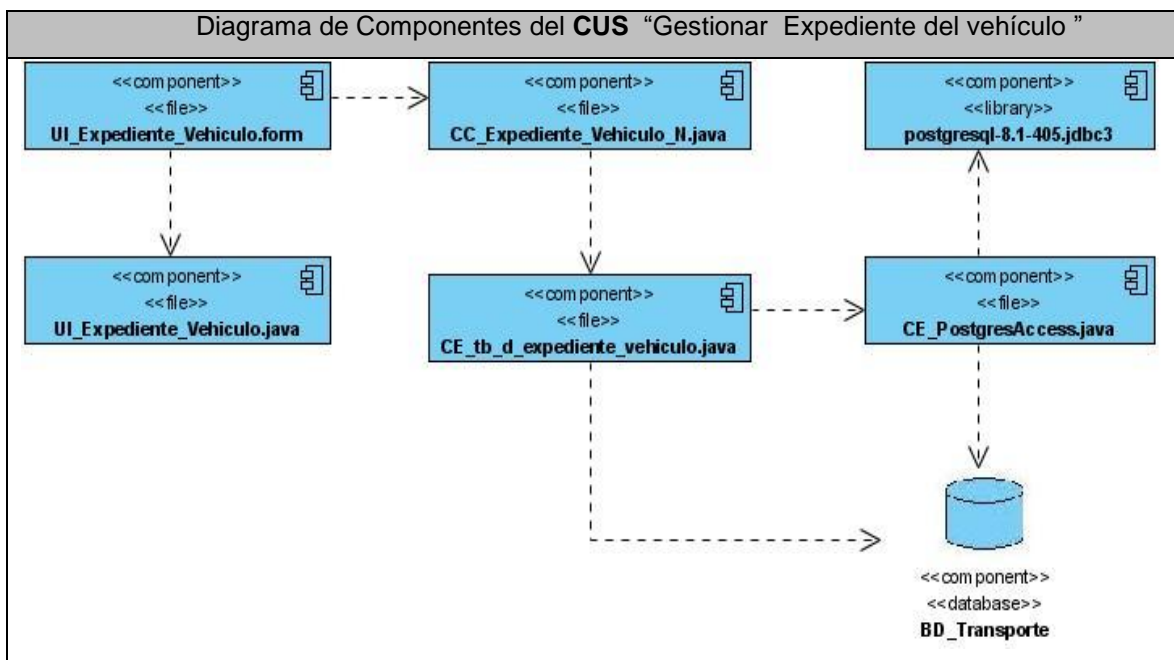 Diagrama de Componentes del CUS “Gestionar Expediente del vehículo ”
<<component>>
<<file>>
UI_Expediente_Vehiculo.form
<<component>>
<<file>>
CC_Expediente_Vehiculo_N.java
<<component>>
<<library>>
postgresql-8.1-405.jdbc3
<<component>>
<<file>>
UI_Expediente_Vehiculo.java
<<component>>
<<file>>
CE_tb_d_expediente_vehiculo.java
<<component>>
<<file>>
CE_PostgresAccess.java
<<component>>
<<database>>
BD_Transporte